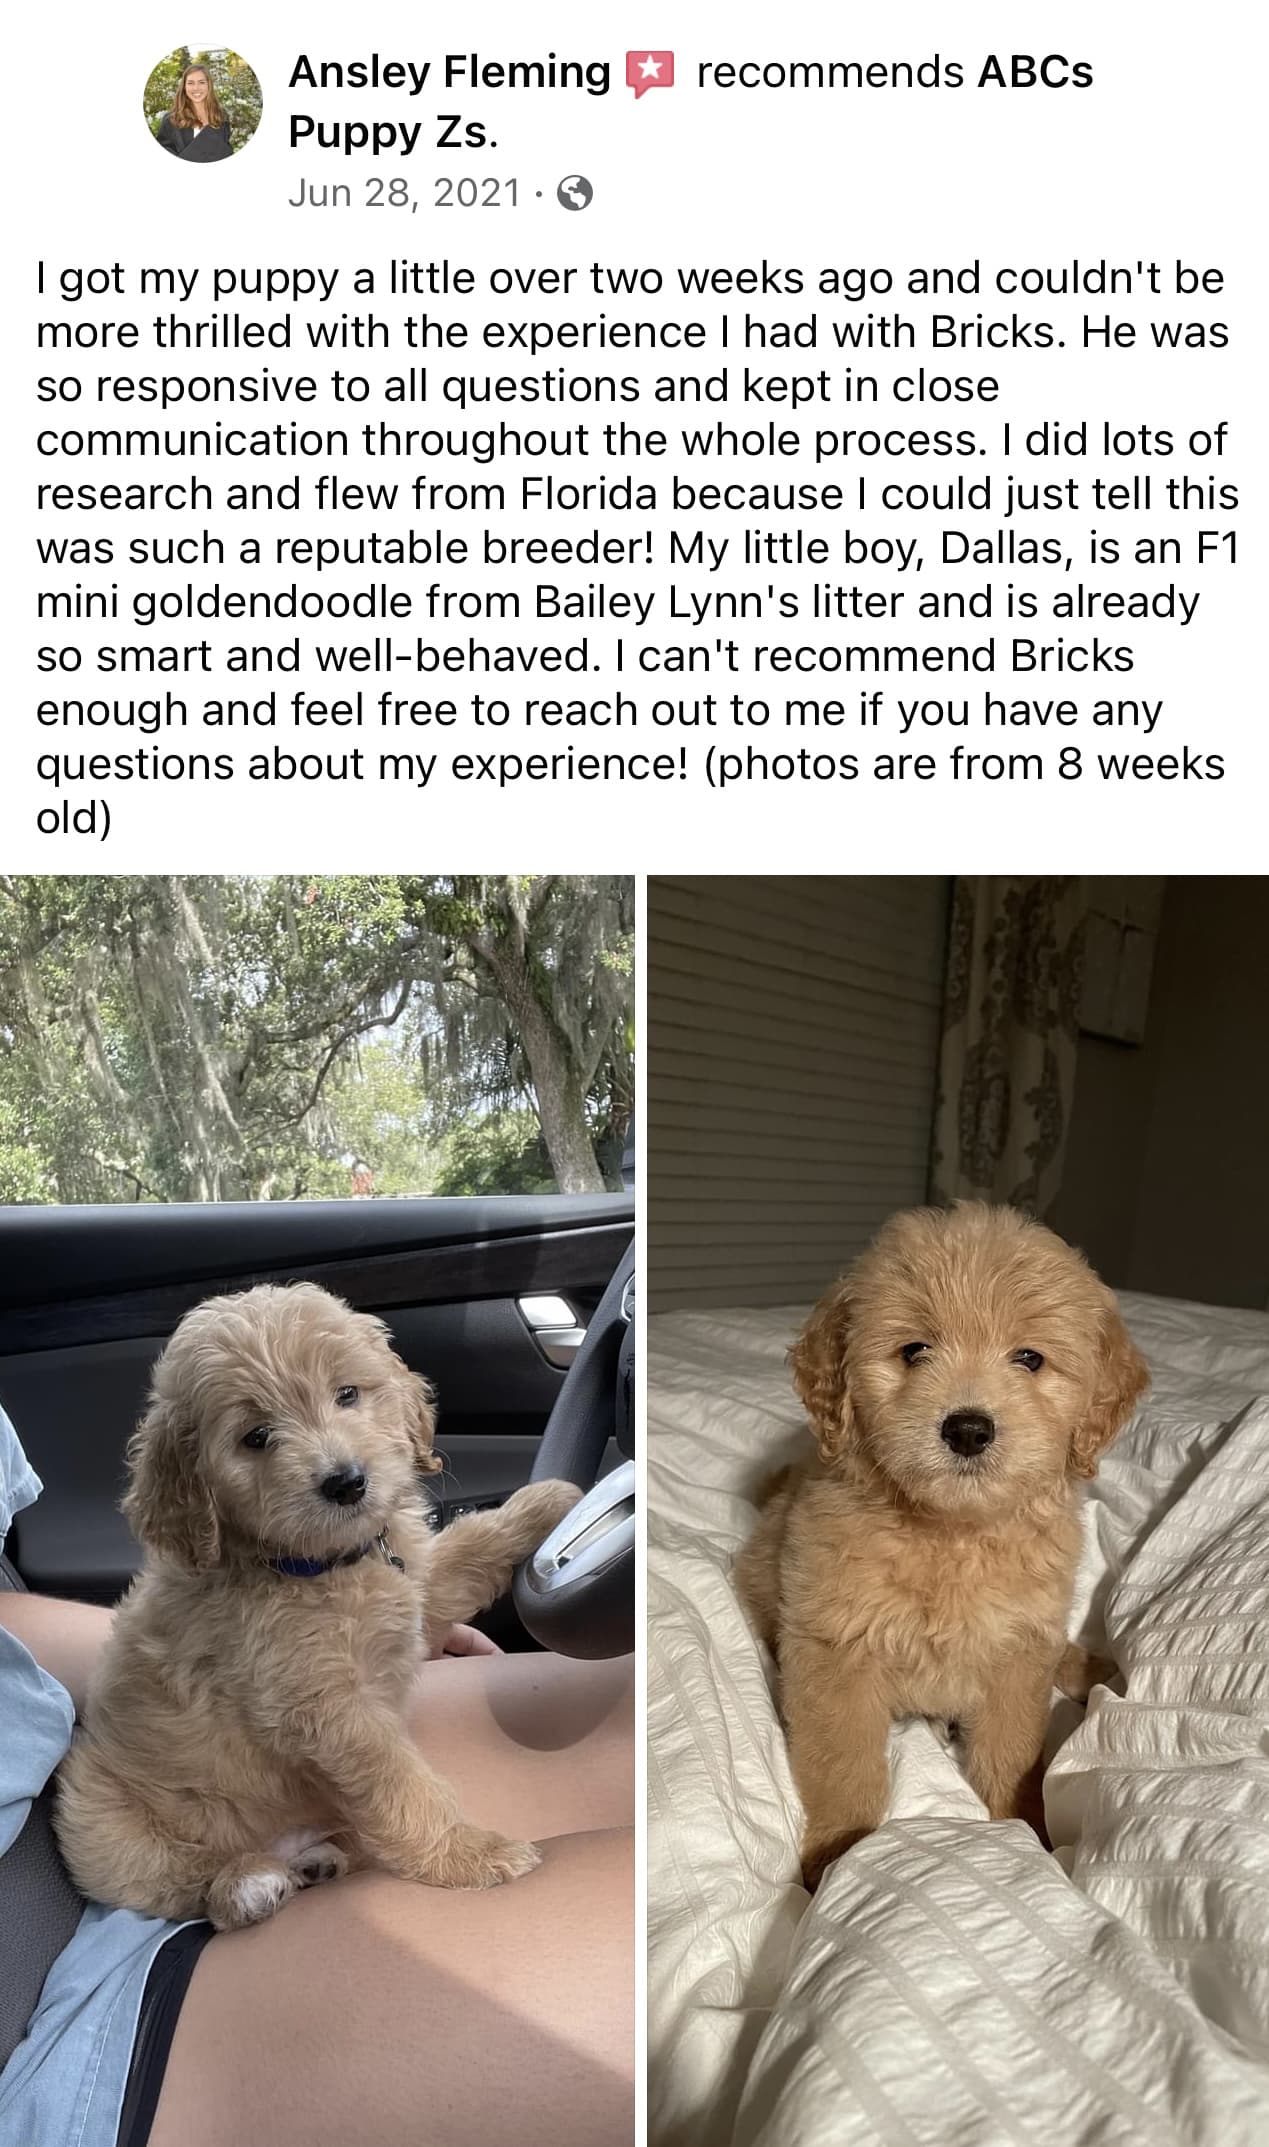 Ansley Fleming recommends ABCs
Puppy Zs.
Jun 28, 2021 ·
I got my puppy a little over two weeks ago and couldn't be
more thrilled with the experience I had with Bricks. He was
so responsive to all questions and kept in close
communication throughout the whole process. I did lots of
research and flew from Florida because I could just tell this
was such a reputable breeder! My little boy, Dallas, is an F1
mini goldendoodle from Bailey Lynn's litter and is already
so smart and well-behaved. I can't recommend Bricks
enough and feel free to reach out to me if you have any
questions about my experience! (photos are from 8 weeks
old)